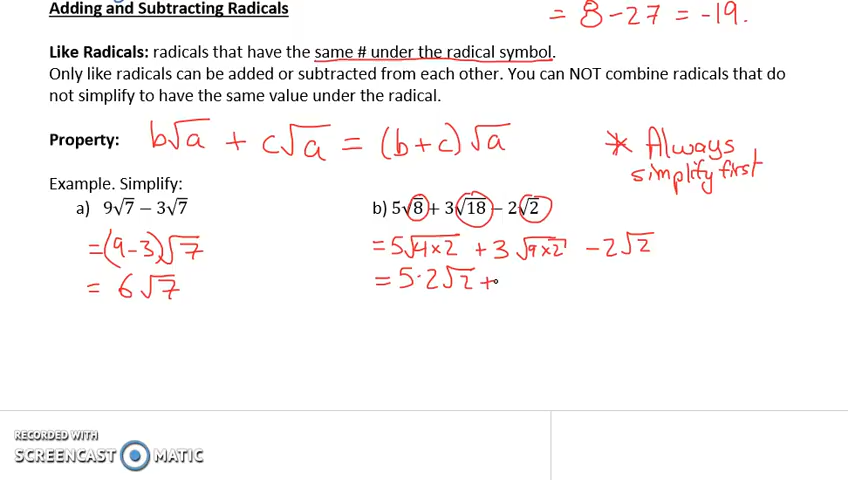 Adding and Subtracting Radicals
= 8 - 27 = -19.
Like Radicals: radicals that have the same # under the radical symbol.
Only like radicals can be added or subtracted from each other. You can NOT combine radicals that do
not simplify to have the same value under the radical.
Property: b√a + c√a = (b+c)√a
* Always
simplify first
Example. Simplify:
a) 9√7 − 3√7
= (9-3)√7
= 6√7
b) 5√8 + 3√18 − 2√2
= 5√4×2 + 3√9×2 - 2√2
= 5·2√2 +
RECORDED WITH
SCREENCAST MATIC